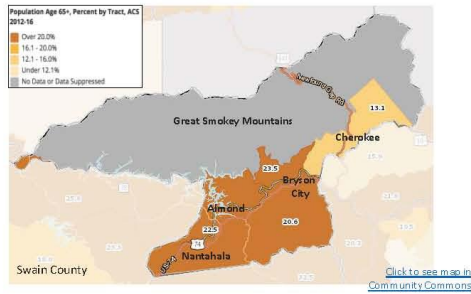 Population Age 65+, Percent by Tract, ACS
2012-16
Over 20.0%
16.1 - 20.0%
12.1 - 16.0%
Under 12.1%
No Data or Data Suppressed
Newfound Gap Rd
13.1
Great Smokey Mountains
Cherokee
23.5
Bryson
City
Almond
22.5
74
20.6
Nantahala
Swain County
Click to see map in
Community Commons